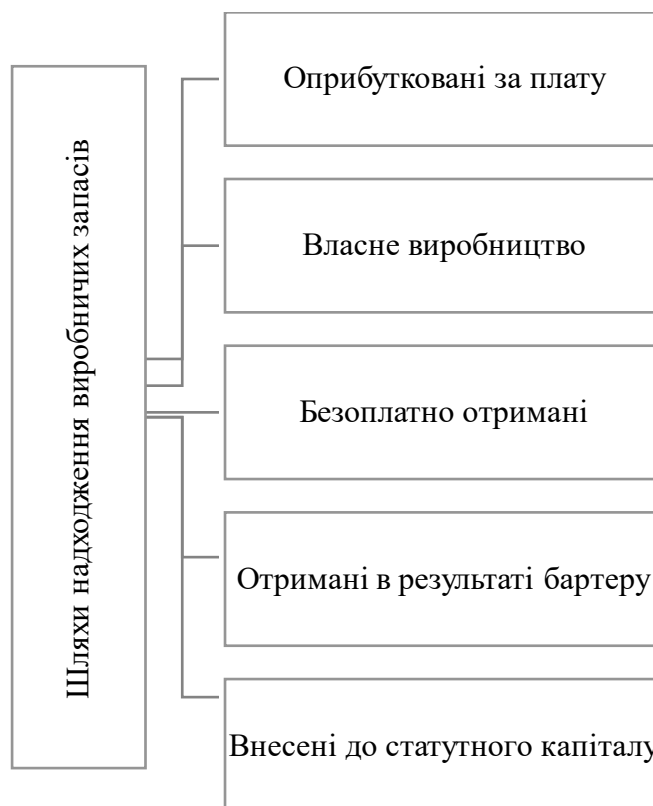 Шляхи надходження виробничих запасів
Оприбутковані за плату
Власне виробництво
Безоплатно отримані
Отримані в результаті бартеру
Внесені до статутного капіталу